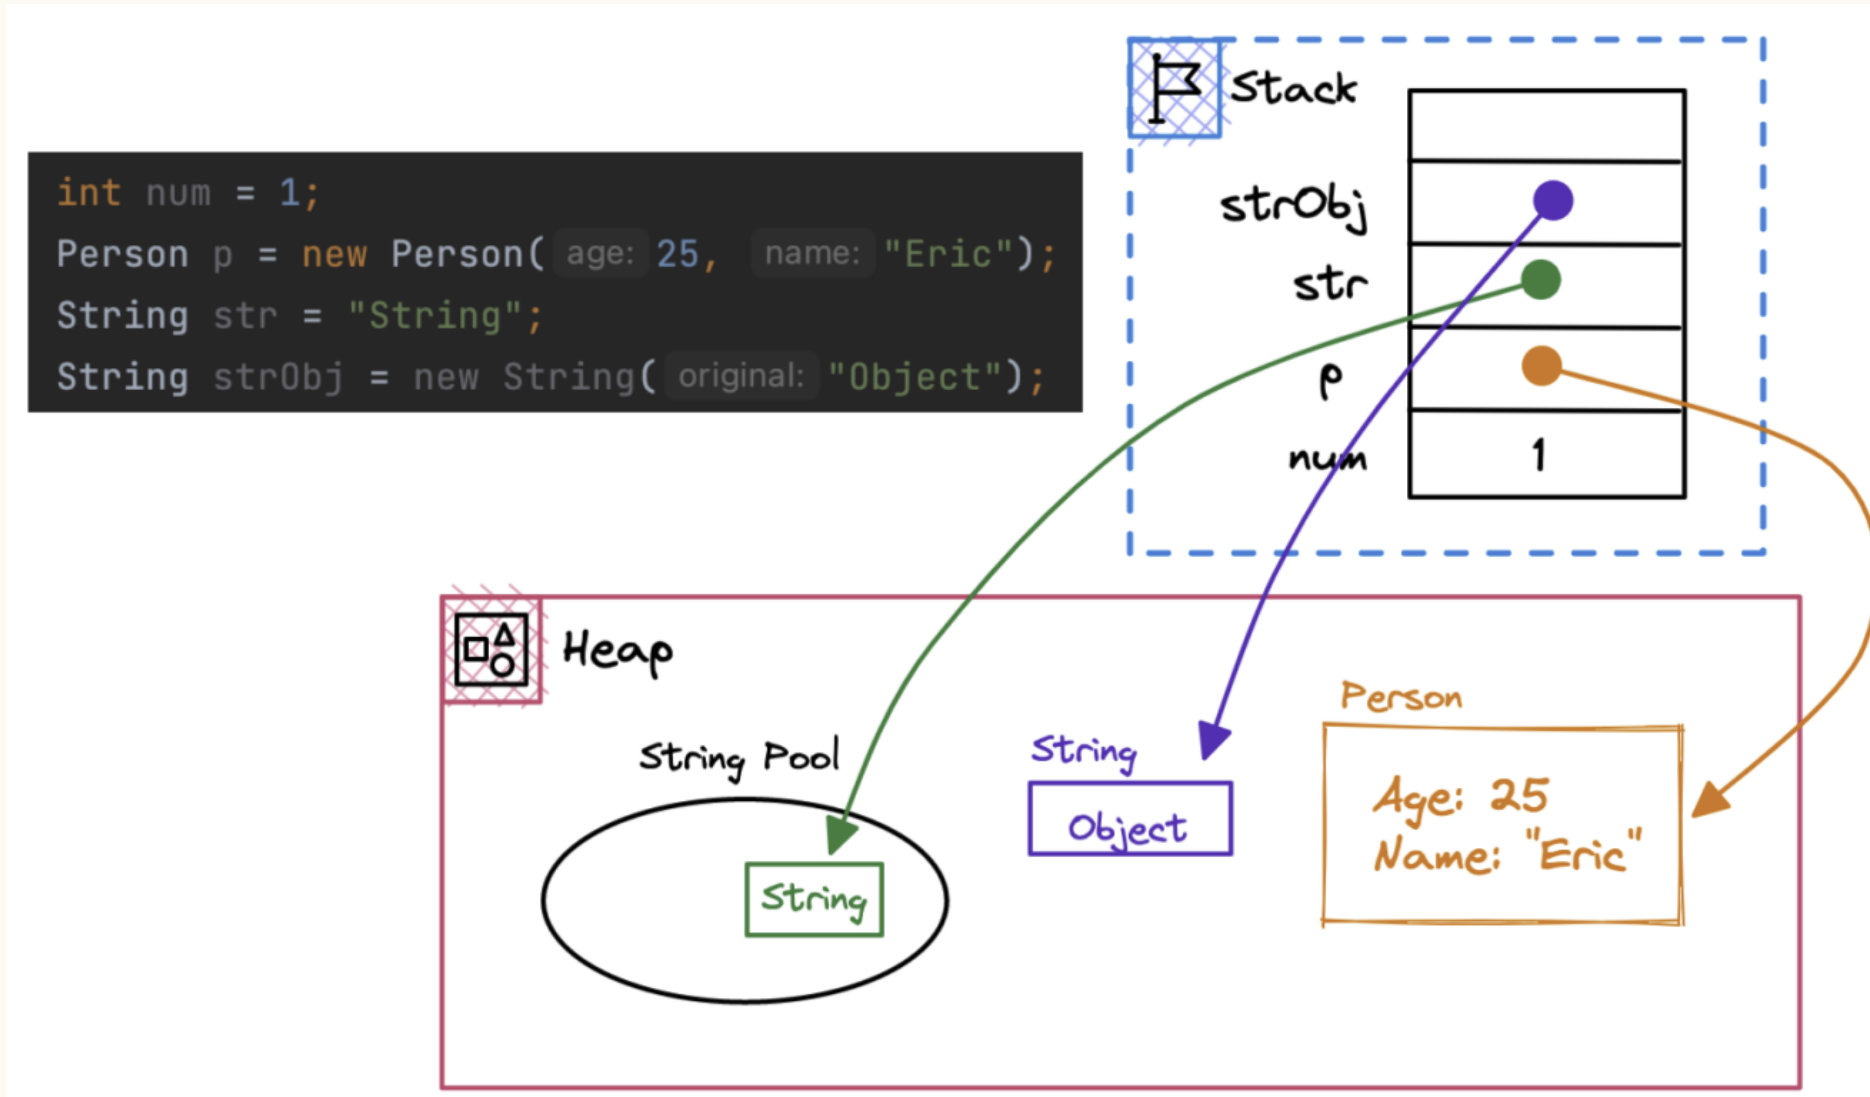 int num = 1;
Person p = new Person( age: 25, name: "Eric");
String str = "String";
String strObj = new String( original: "Object");
Stack
strObj
str
p
num 1
Heap
String Pool
String
String
Object
Person
Age: 25
Name: "Eric"